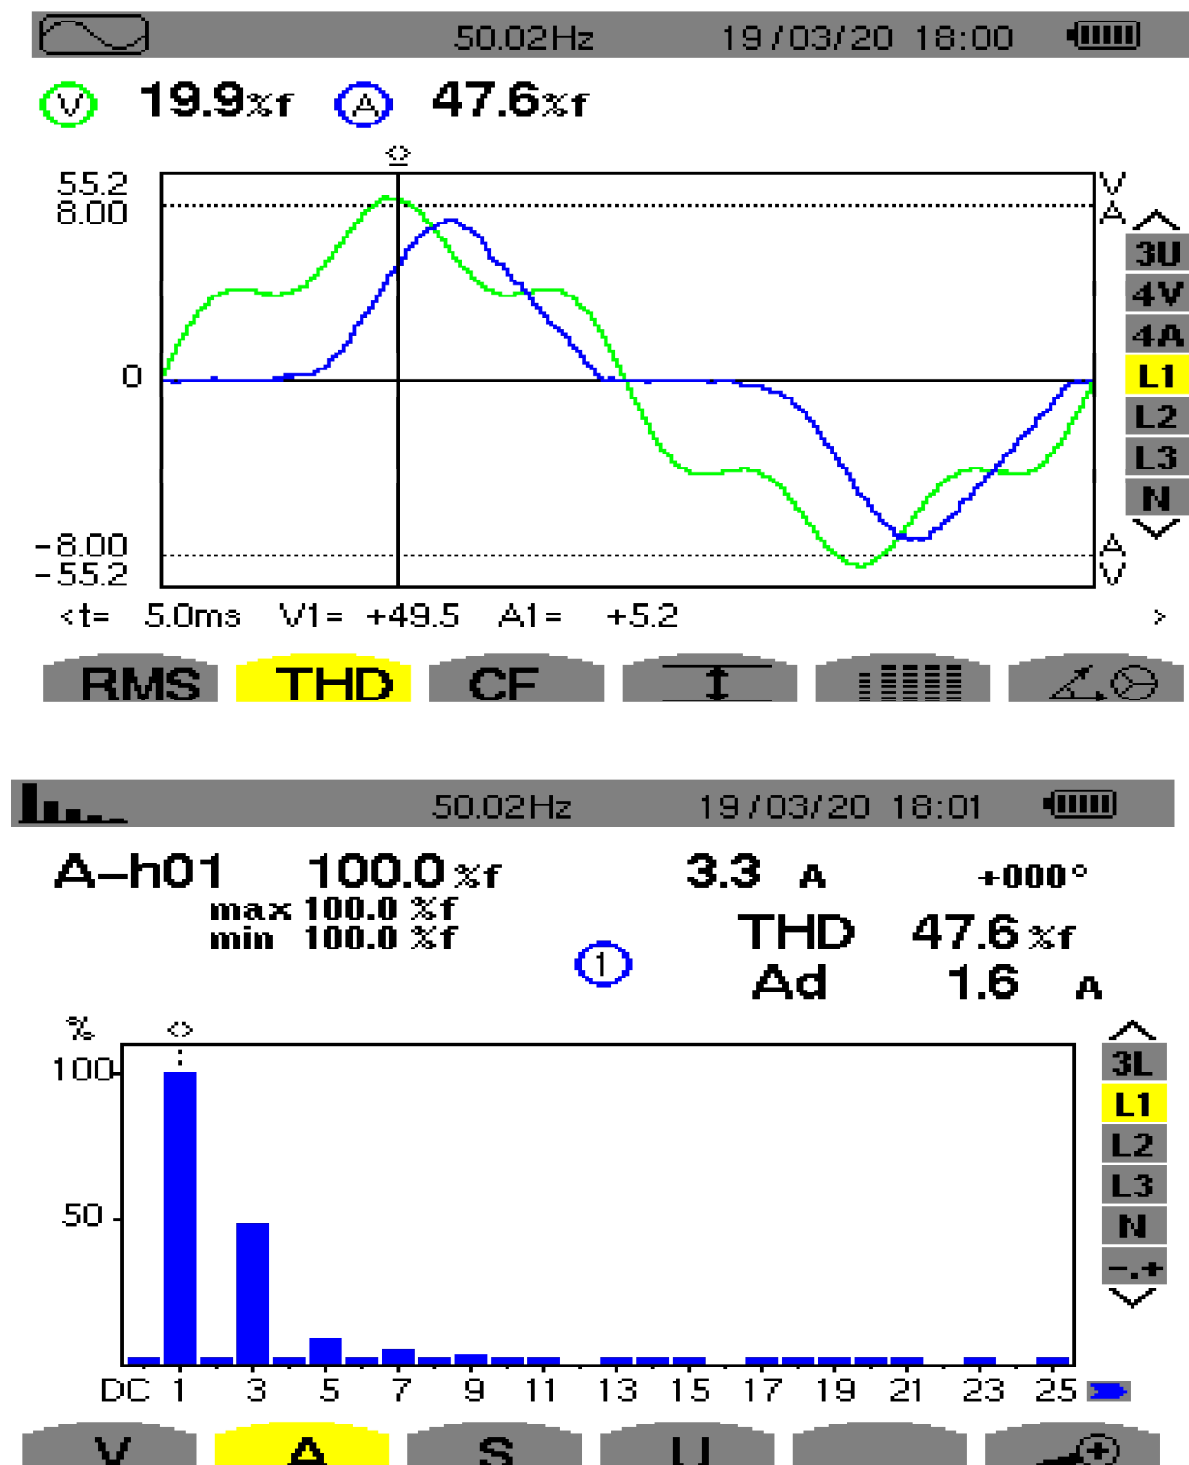 50.02Hz 19/03/20 18:00
V 19.9%f A 47.6%f
55.2 V
8.00 A
3U
4V
4A
0 L1
L2
L3
N
-8.00 A
-55.2 V
<t= 5.0ms V1= +49.5 A1= +5.2 >
RMS THD CF
50.02Hz 19/03/20 18:01
A-h01 100.0 %f 3.3 A +000°
max 100.0 %f THD 47.6 %f
min 100.0 %f
1 Ad 1.6 A
%
100 3L
L1
L2
L3
50 N
-.+
DC 1 3 5 7 9 11 13 15 17 19 21 23 25
V A S U